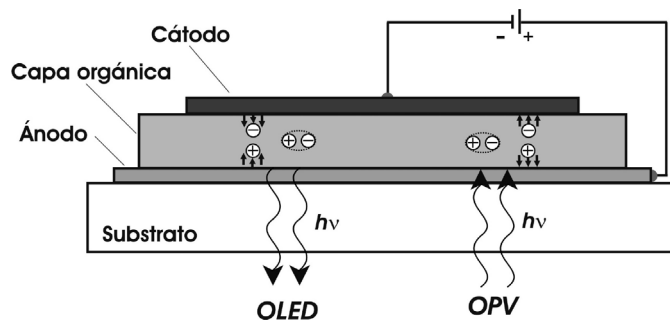 Cátodo
- +
Capa orgánica
Ánodo
− + − + − −
+ +
hν hν
Substrato
OLED OPV